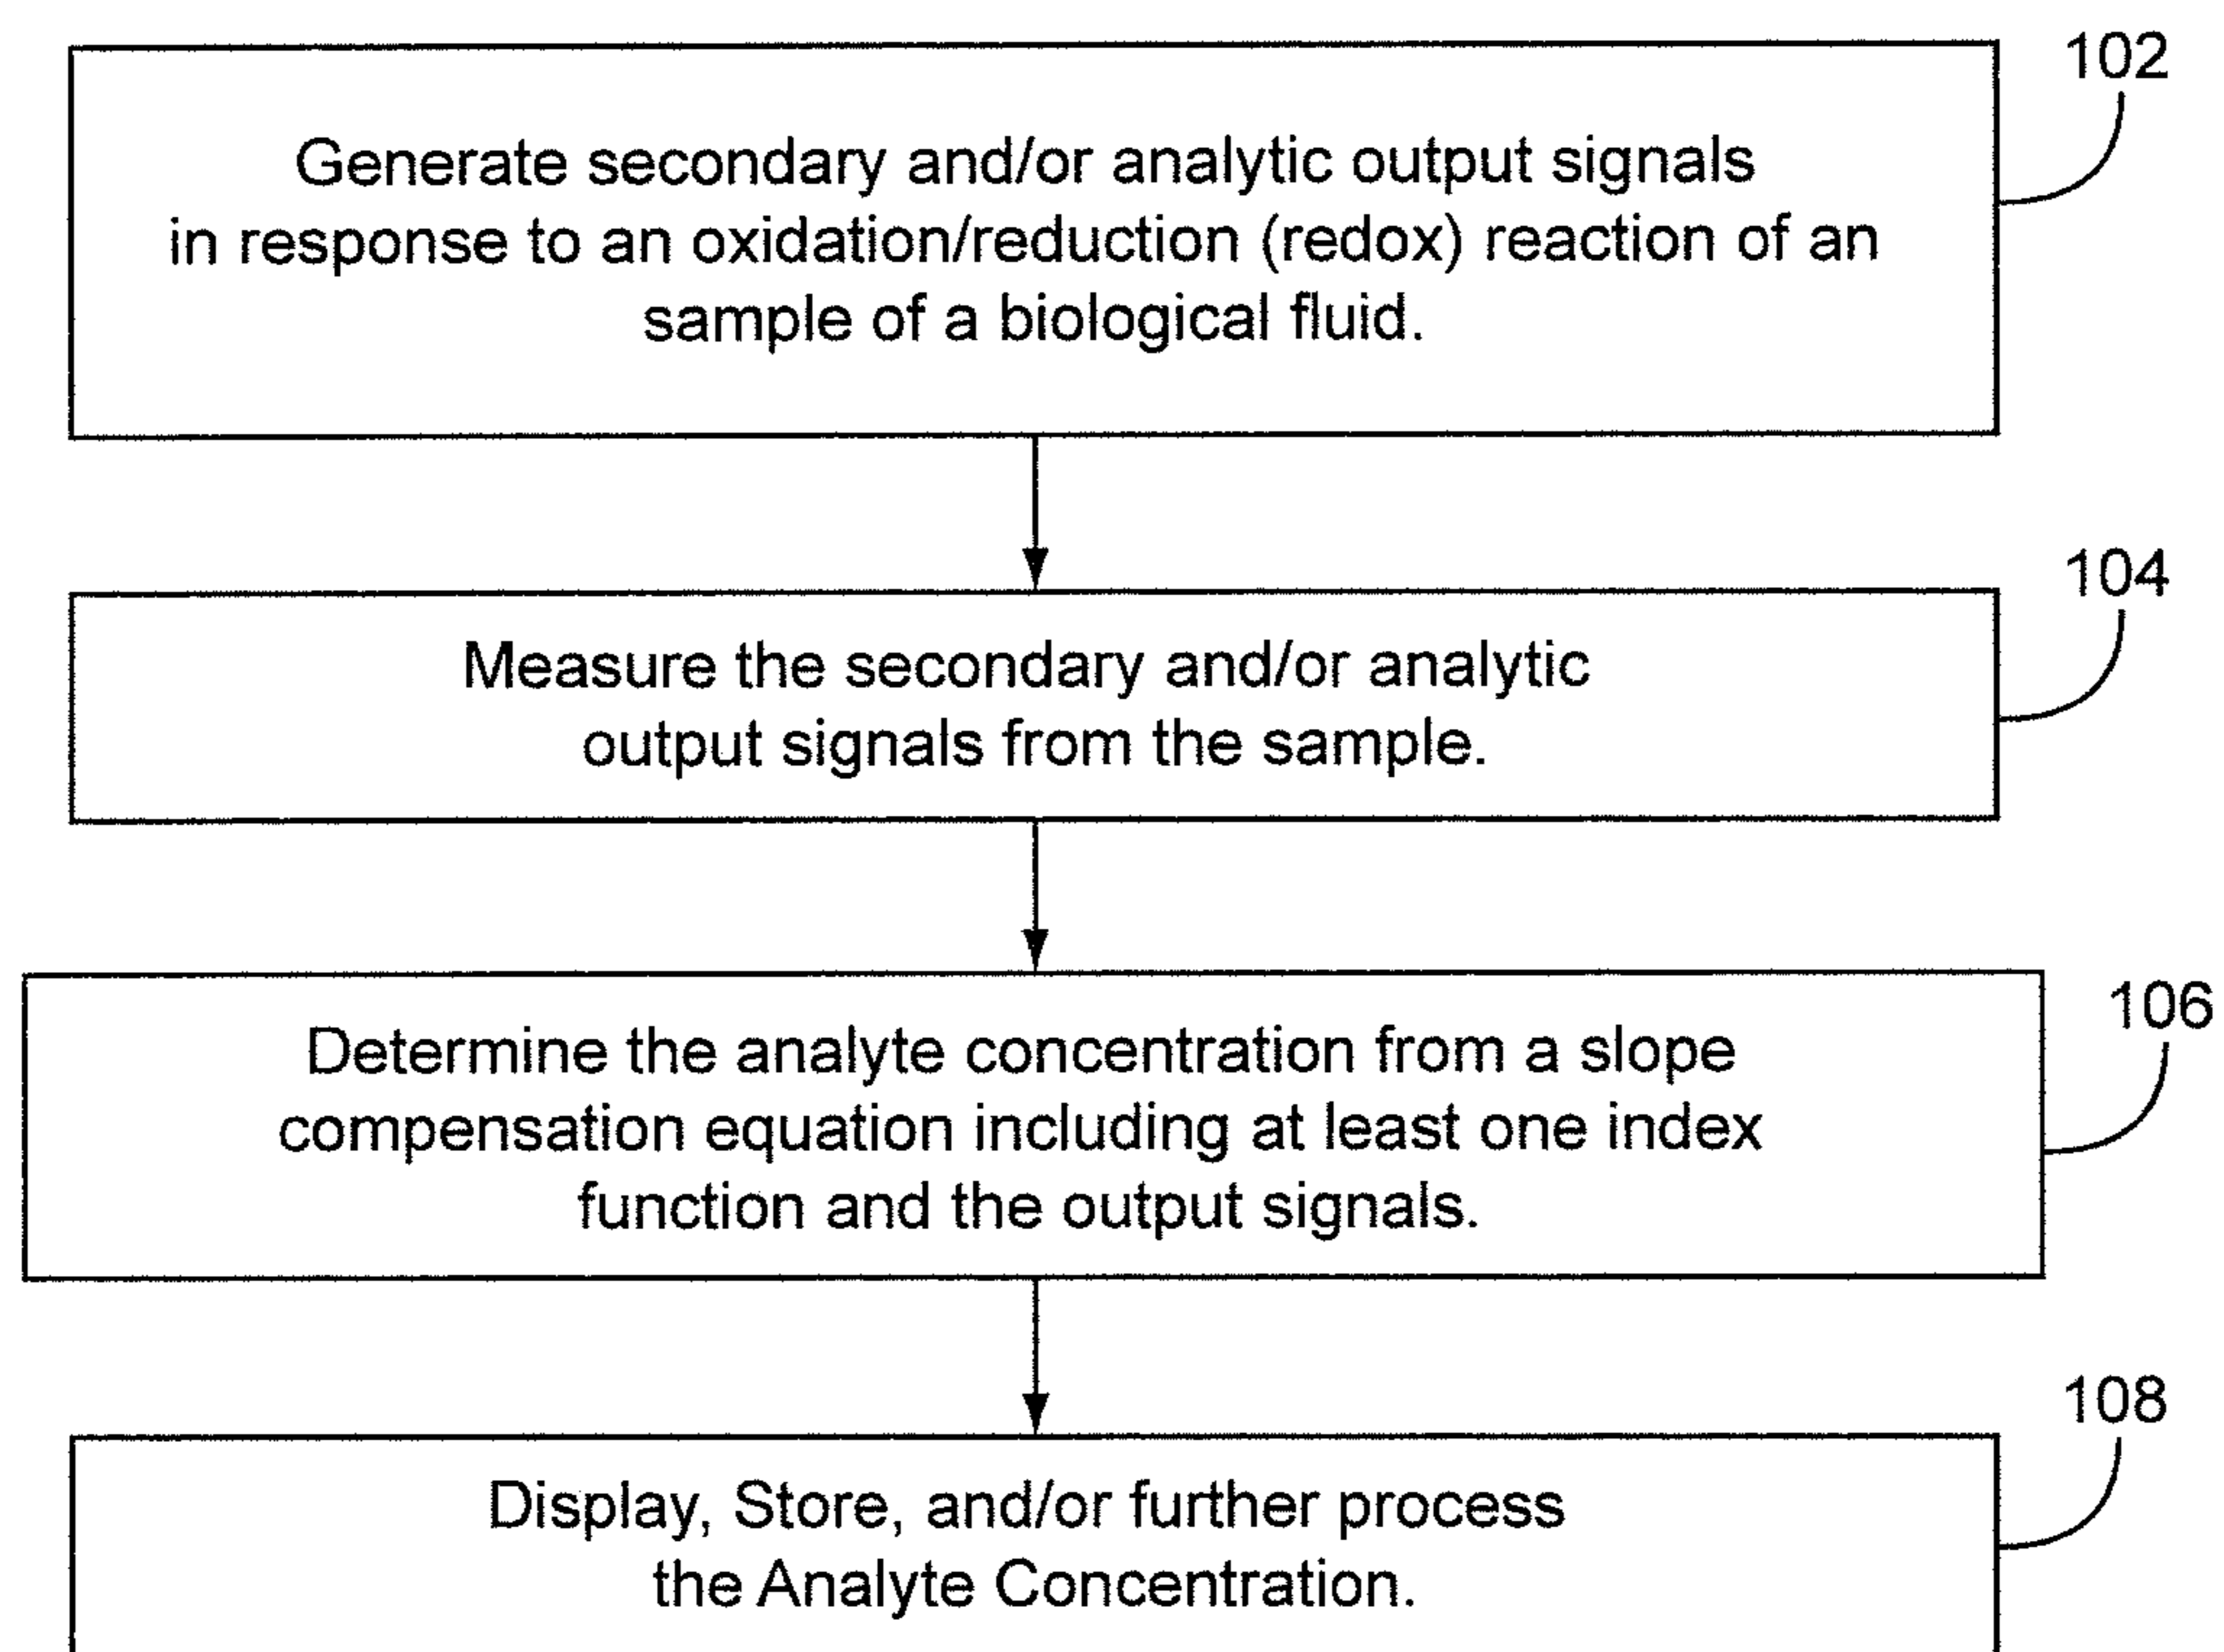 102
Generate secondary and/or analytic output signals
in response to an oxidation/reduction (redox) reaction of an
sample of a biological fluid.
104
Measure the secondary and/or analytic
output signals from the sample.
106
Determine the analyte concentration from a slope
compensation equation including at least one index
function and the output signals.
108
Display, Store, and/or further process
the Analyte Concentration.